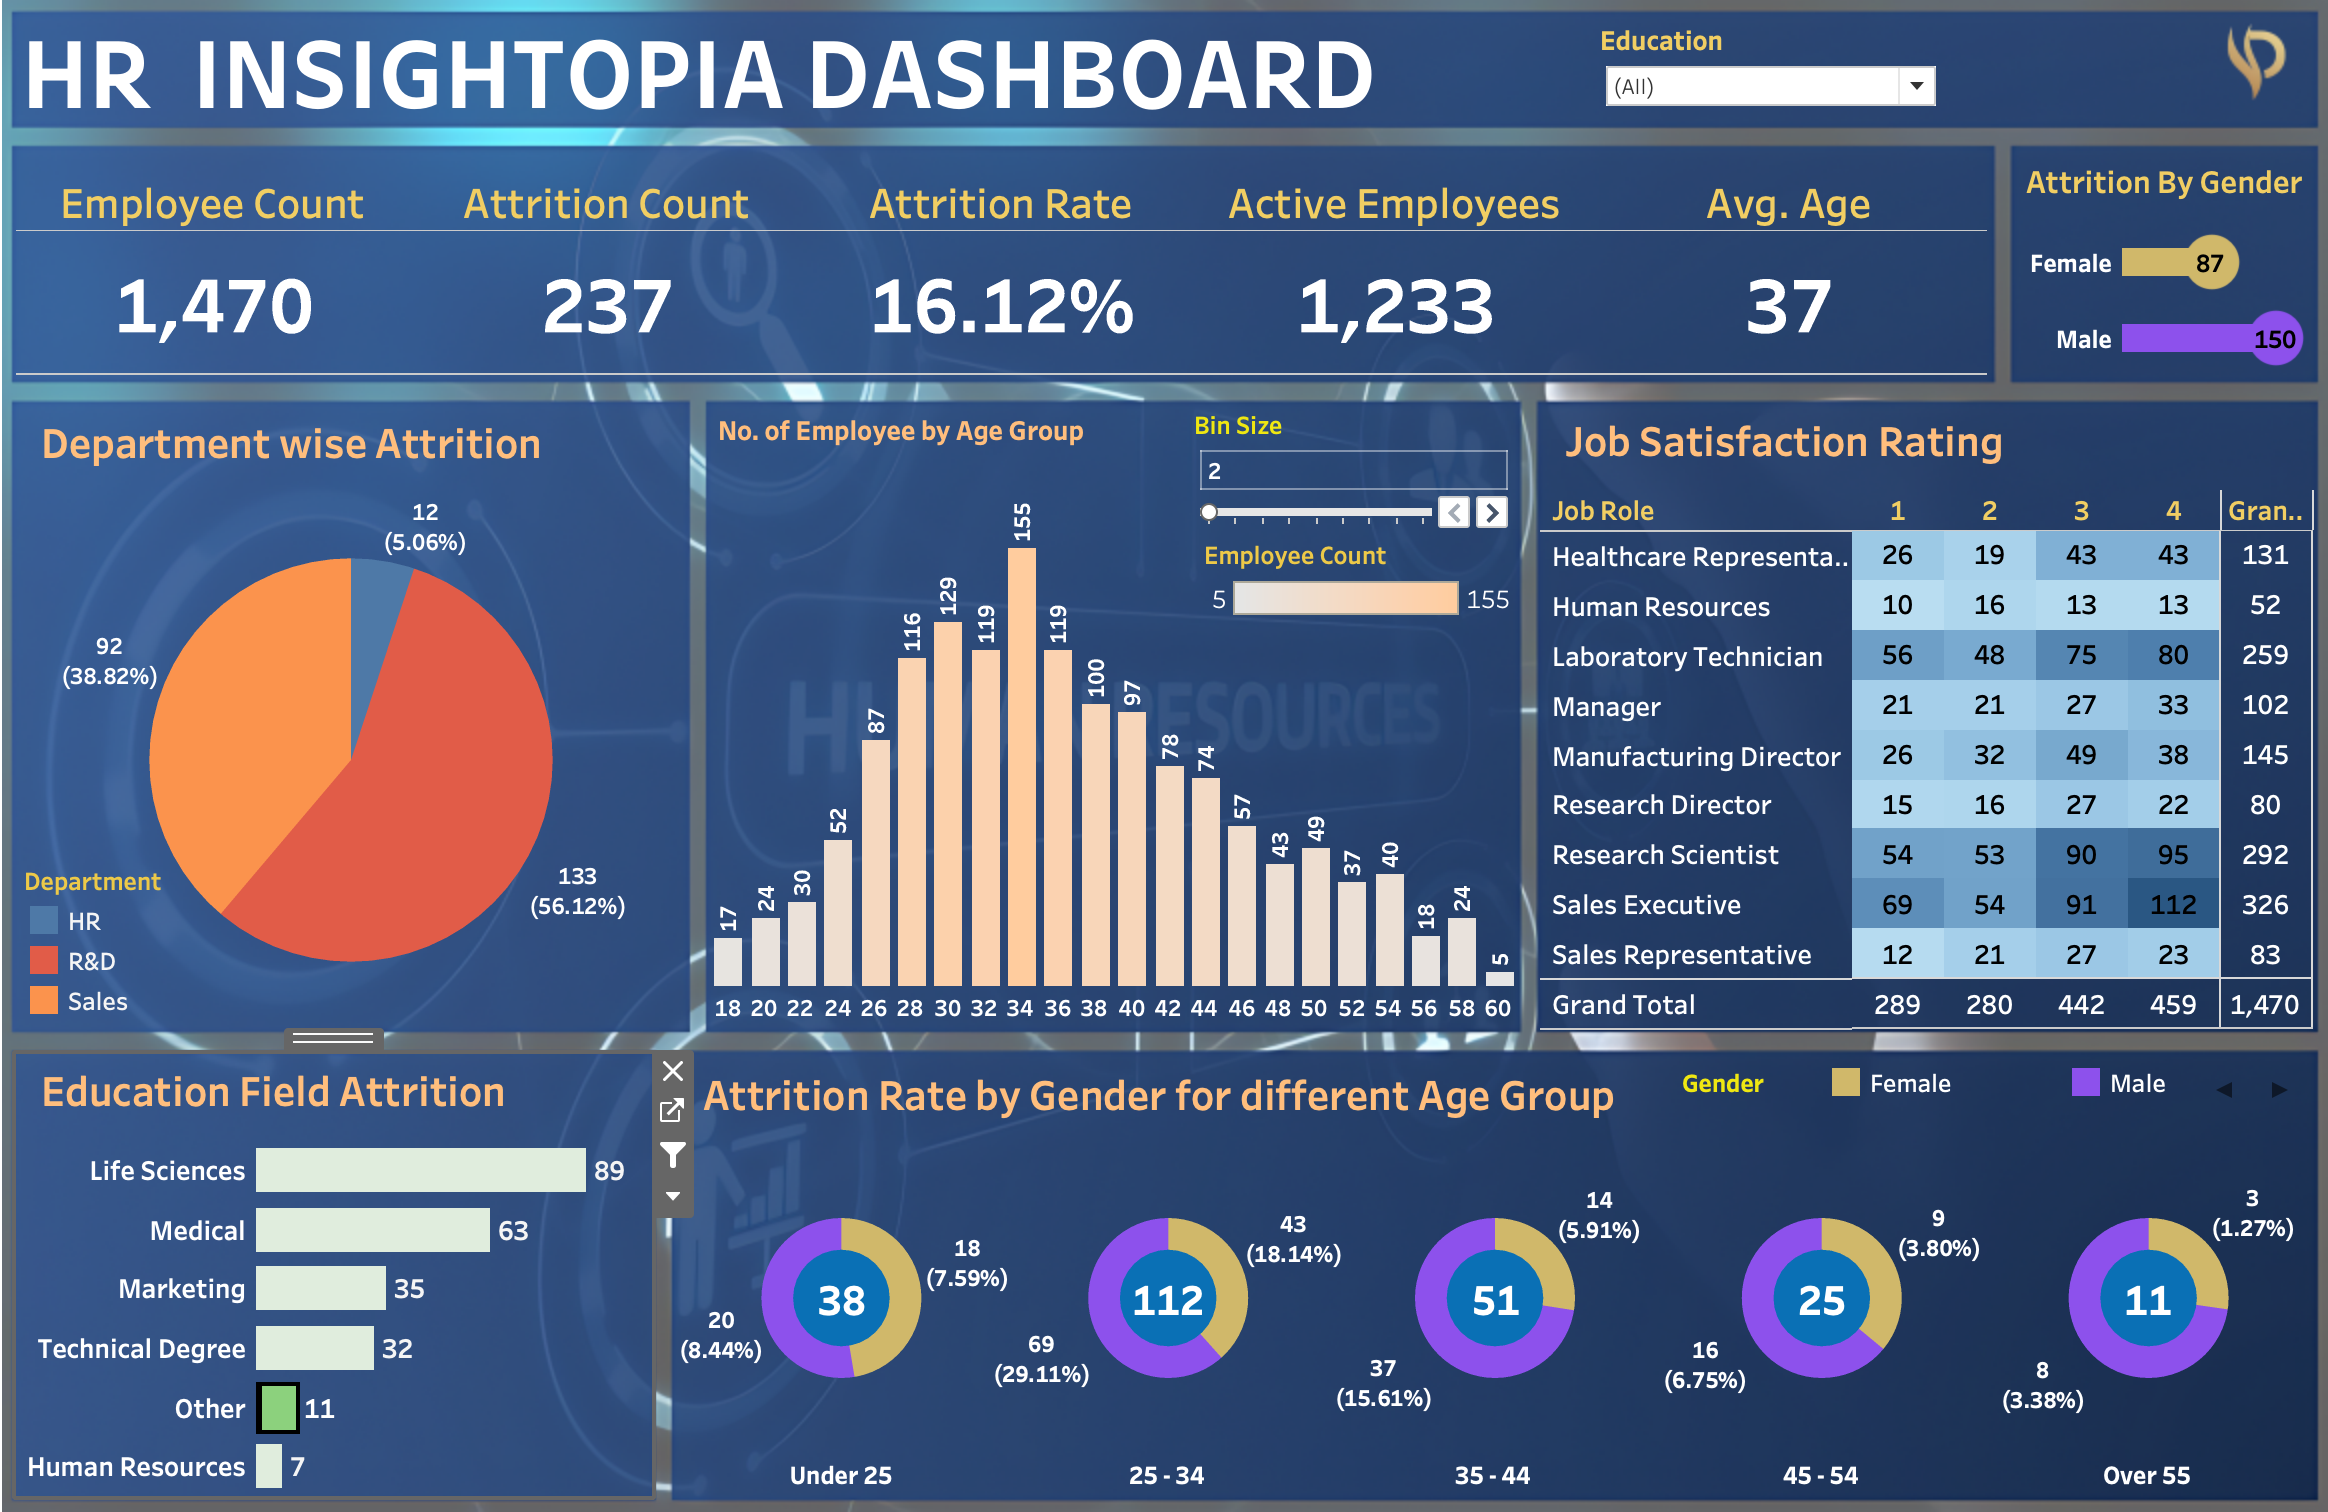 HR INSIGHTOPIA DASHBOARD
Education
(All)
Employee Count
Attrition Count
Attrition Rate
Active Employees
Avg. Age
1,470
237
16.12%
1,233
37
Attrition By Gender
Female 87
Male 150
Department wise Attrition
12
(5.06%)
92
(38.82%)
133
(56.12%)
Department
HR
R&D
Sales
No. of Employee by Age Group
Bin Size
2
Employee Count
5 155
17 24 30 52 87 116 129 119 155 119 100 97 78 74 57 43 49 37 40 18 24 5
18 20 22 24 26 28 30 32 34 36 38 40 42 44 46 48 50 52 54 56 58 60
HUMAN RESOURCES
Job Satisfaction Rating
Job Role 1 2 3 4 Gran..
Healthcare Representa.. 26 19 43 43 131
Human Resources 10 16 13 13 52
Laboratory Technician 56 48 75 80 259
Manager 21 21 27 33 102
Manufacturing Director 26 32 49 38 145
Research Director 15 16 27 22 80
Research Scientist 54 53 90 95 292
Sales Executive 69 54 91 112 326
Sales Representative 12 21 27 23 83
Grand Total 289 280 442 459 1,470
Education Field Attrition
Life Sciences 89
Medical 63
Marketing 35
Technical Degree 32
Other 11
Human Resources 7
Attrition Rate by Gender for different Age Group
Gender
Female
Male
18
(7.59%)
38
20
(8.44%)
Under 25
43
(18.14%)
112
69
(29.11%)
25 - 34
14
(5.91%)
51
37
(15.61%)
35 - 44
9
(3.80%)
25
16
(6.75%)
45 - 54
3
(1.27%)
11
8
(3.38%)
Over 55